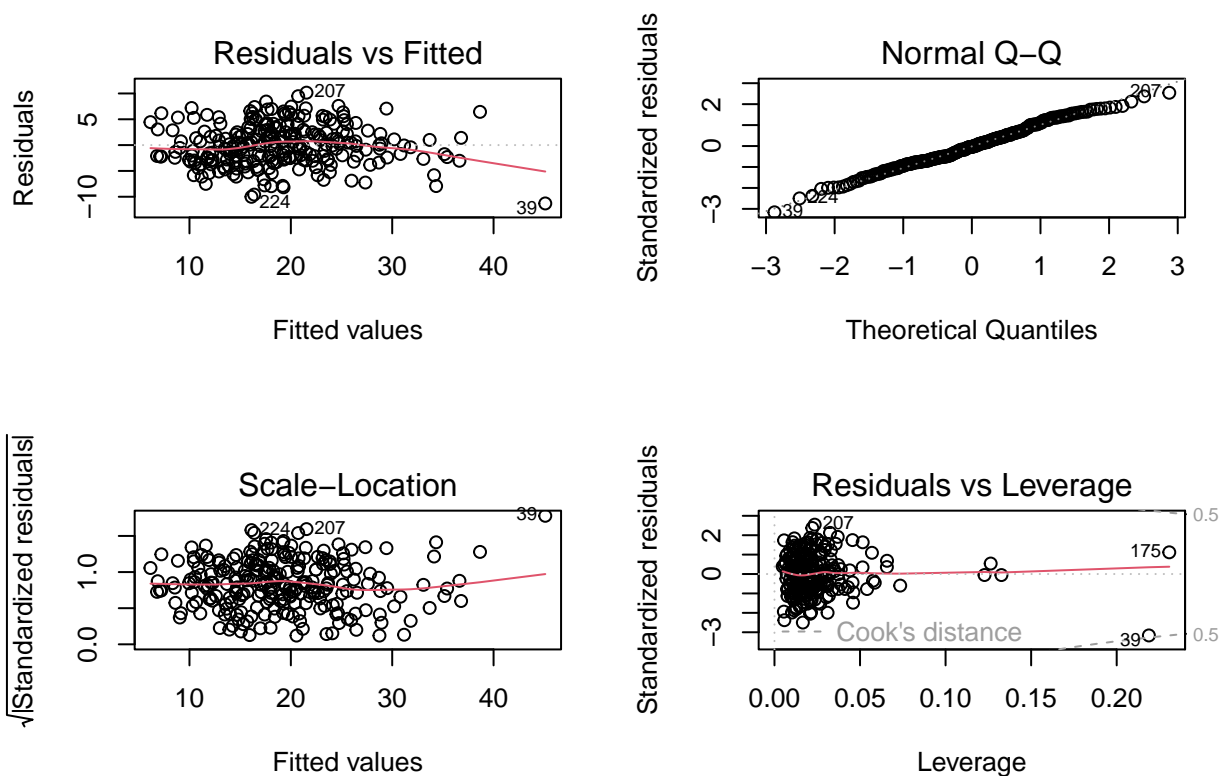 Residuals vs Fitted
Residuals
5
−10
207
224
39
10 20 30 40
Fitted values
Normal Q−Q
Standardized residuals
2
0
−3
207
224
39
−3 −2 −1 0 1 2 3
Theoretical Quantiles
Scale−Location
√|Standardized residuals|
1.0
0.0
39
224
207
10 20 30 40
Fitted values
Residuals vs Leverage
Standardized residuals
2
0
−3
207
175
39
Cook's distance
0.5
0.5
0.00 0.05 0.10 0.15 0.20
Leverage